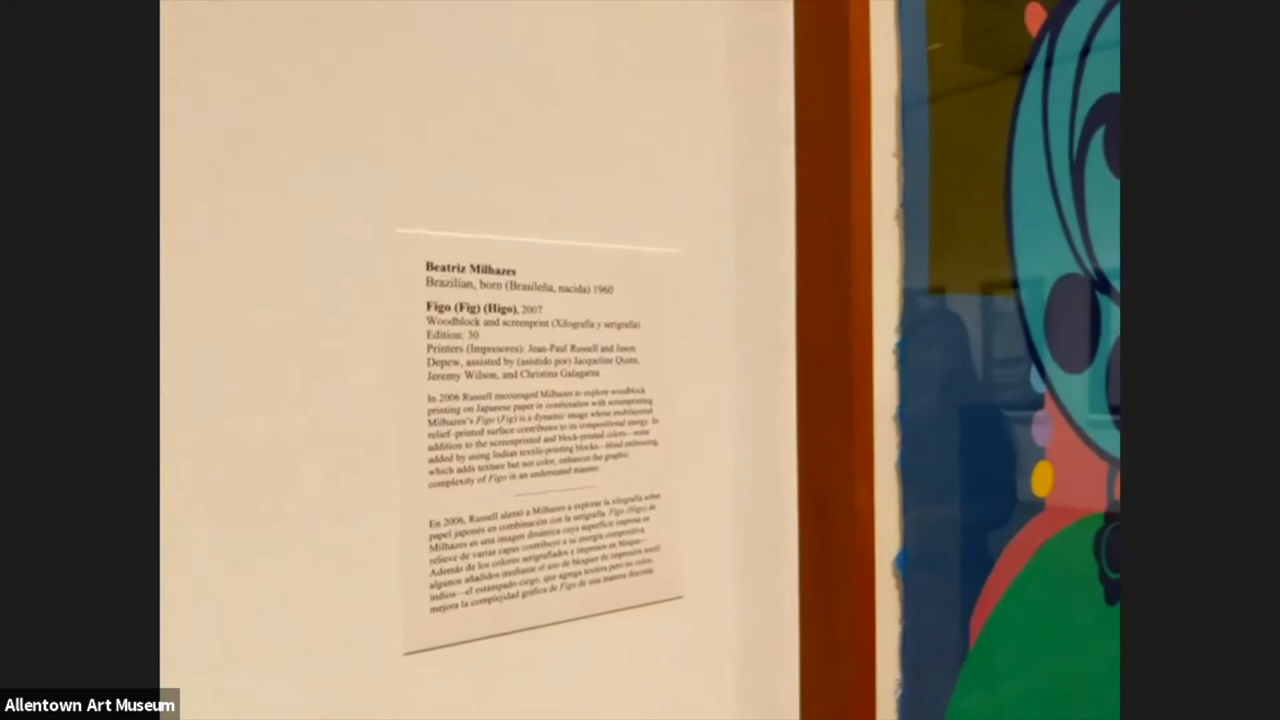 Beatriz Milhazes
Brazilian, born (Brasileña, nacida) 1960
Figo (Fig) (Higo), 2007
Woodblock and screenprint (Xilografía y serigrafía)
Edition: 30
Printers (Impresores): Jean-Paul Russell and Jason
Depew, assisted by (asistido por) Jacqueline Quinn,
Jeremy Wilson, and Christina Galagarza
In 2006 Russell encouraged Milhazes to explore woodblock
printing on Japanese paper in combination with screenprinting
Milhazes's Figo (Fig) is a dynamic image whose multilayered
relief-printed surface contributes to its compositional energy. In
addition to the screenprinted and block-printed colors—some
added by using Indian textile-printing blocks—blind embossing,
which adds texture but not color, enhances the graphic
complexity of Figo in an understated manner.
En 2006, Russell alentó a Milhazes a explorar la xilografía sobre
papel japonés en combinación con la serigrafía. Figo (Higo) de
Milhazes es una imagen dinámica cuya superficie impresa en
relieve de varias capas contribuye a su energía compositiva
Además de los colores serigrafiados e impresos en bloque—
algunos añadidos mediante el uso de bloques de impresión textil
indios—el estampado ciego, que agrega textura pero no color,
mejora la complejidad gráfica de Figo de una manera discreta
Allentown Art Museum